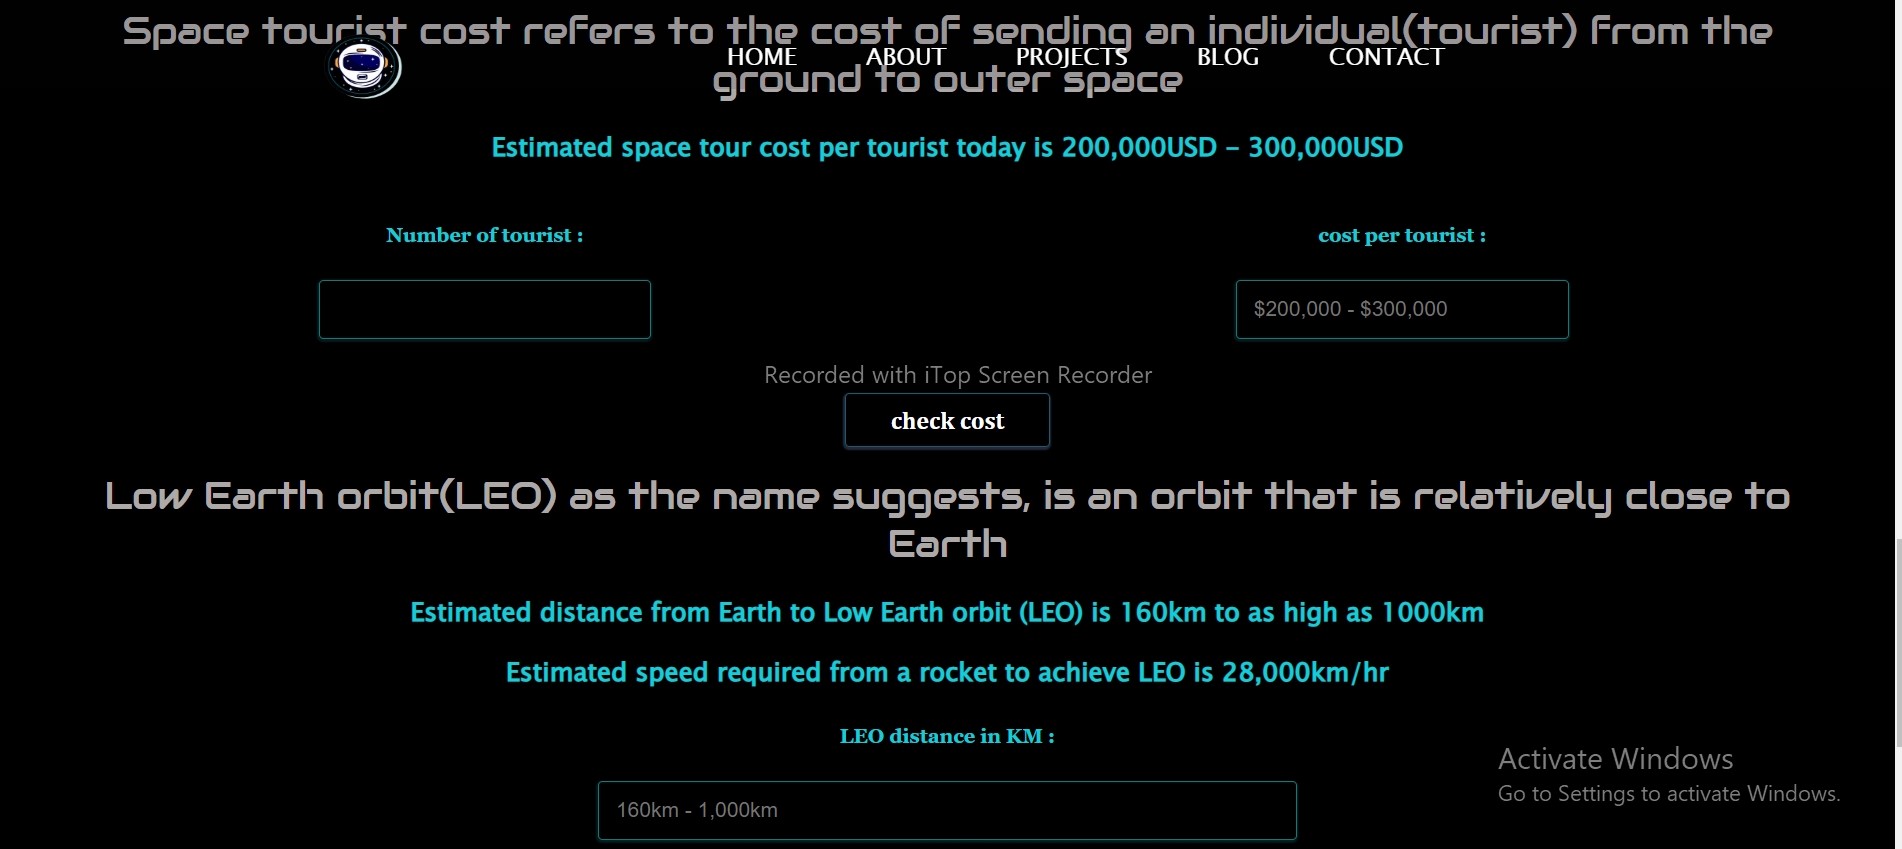 Space tourist cost refers to the cost of sending an individual(tourist) from the
HOME ABOUT PROJECTS BLOG CONTACT
ground to outer space
Estimated space tour cost per tourist today is 200,000USD – 300,000USD
Number of tourist :
cost per tourist :
$200,000 - $300,000
Recorded with iTop Screen Recorder
check cost
Low Earth orbit(LEO) as the name suggests, is an orbit that is relatively close to
Earth
Estimated distance from Earth to Low Earth orbit (LEO) is 160km to as high as 1000km
Estimated speed required from a rocket to achieve LEO is 28,000km/hr
LEO distance in KM :
160km - 1,000km
Activate Windows
Go to Settings to activate Windows.